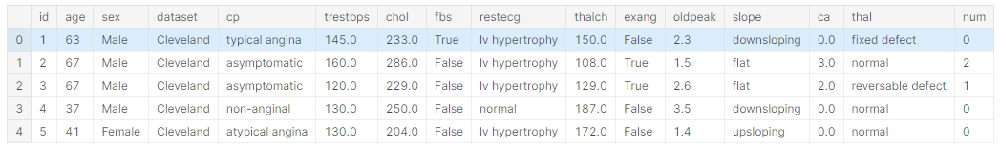 id age sex dataset cp trestbps chol fbs restecg thalch exang oldpeak slope ca thal num
0 1 63 Male Cleveland typical angina 145.0 233.0 True lv hypertrophy 150.0 False 2.3 downsloping 0.0 fixed defect 0
1 2 67 Male Cleveland asymptomatic 160.0 286.0 False lv hypertrophy 108.0 True 1.5 flat 3.0 normal 2
2 3 67 Male Cleveland asymptomatic 120.0 229.0 False lv hypertrophy 129.0 True 2.6 flat 2.0 reversable defect 1
3 4 37 Male Cleveland non-anginal 130.0 250.0 False normal 187.0 False 3.5 downsloping 0.0 normal 0
4 5 41 Female Cleveland atypical angina 130.0 204.0 False lv hypertrophy 172.0 False 1.4 upsloping 0.0 normal 0